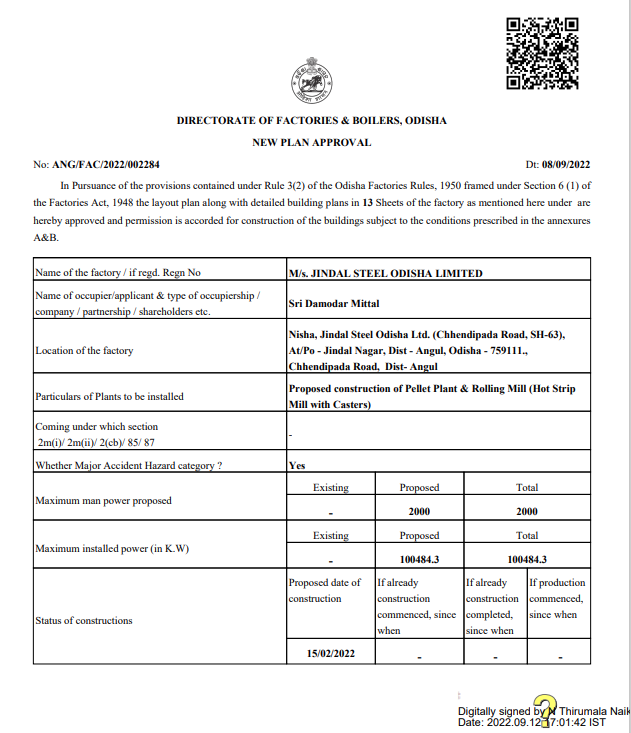 DIRECTORATE OF FACTORIES & BOILERS, ODISHA
NEW PLAN APPROVAL
No: ANG/FAC/2022/002284 Dt: 08/09/2022
In Pursuance of the provisions contained under Rule 3(2) of the Odisha Factories Rules, 1950 framed under Section 6 (1) of
the Factories Act, 1948 the layout plan along with detailed building plans in 13 Sheets of the factory as mentioned here under are
hereby approved and permission is accorded for construction of the buildings subject to the conditions prescribed in the annexures
A&B.
Name of the factory / if regd. Regn No M/s. JINDAL STEEL ODISHA LIMITED
Name of occupier/applicant & type of occupiership /
company / partnership / shareholders etc.
Sri Damodar Mittal
Location of the factory
Nisha, Jindal Steel Odisha Ltd. (Chhendipada Road, SH-63),
At/Po - Jindal Nagar, Dist - Angul, Odisha - 759111.,
Chhendipada Road, Dist- Angul
Particulars of Plants to be installed
Proposed construction of Pellet Plant & Rolling Mill (Hot Strip
Mill with Casters)
Coming under which section
2m(i)/ 2m(ii)/ 2(cb)/ 85/ 87
-
Whether Major Accident Hazard category ? Yes
Maximum man power proposed
Existing Proposed Total
- 2000 2000
Maximum installed power (in K.W)
Existing Proposed Total
- 100484.3 100484.3
Status of constructions
Proposed date of
construction
If already
construction
commenced, since
when
If already
construction
completed,
since when
If production
commenced,
since when
15/02/2022 - - -
Digitally signed by N Thirumala Naik
Date: 2022.09.12 17:01:42 IST